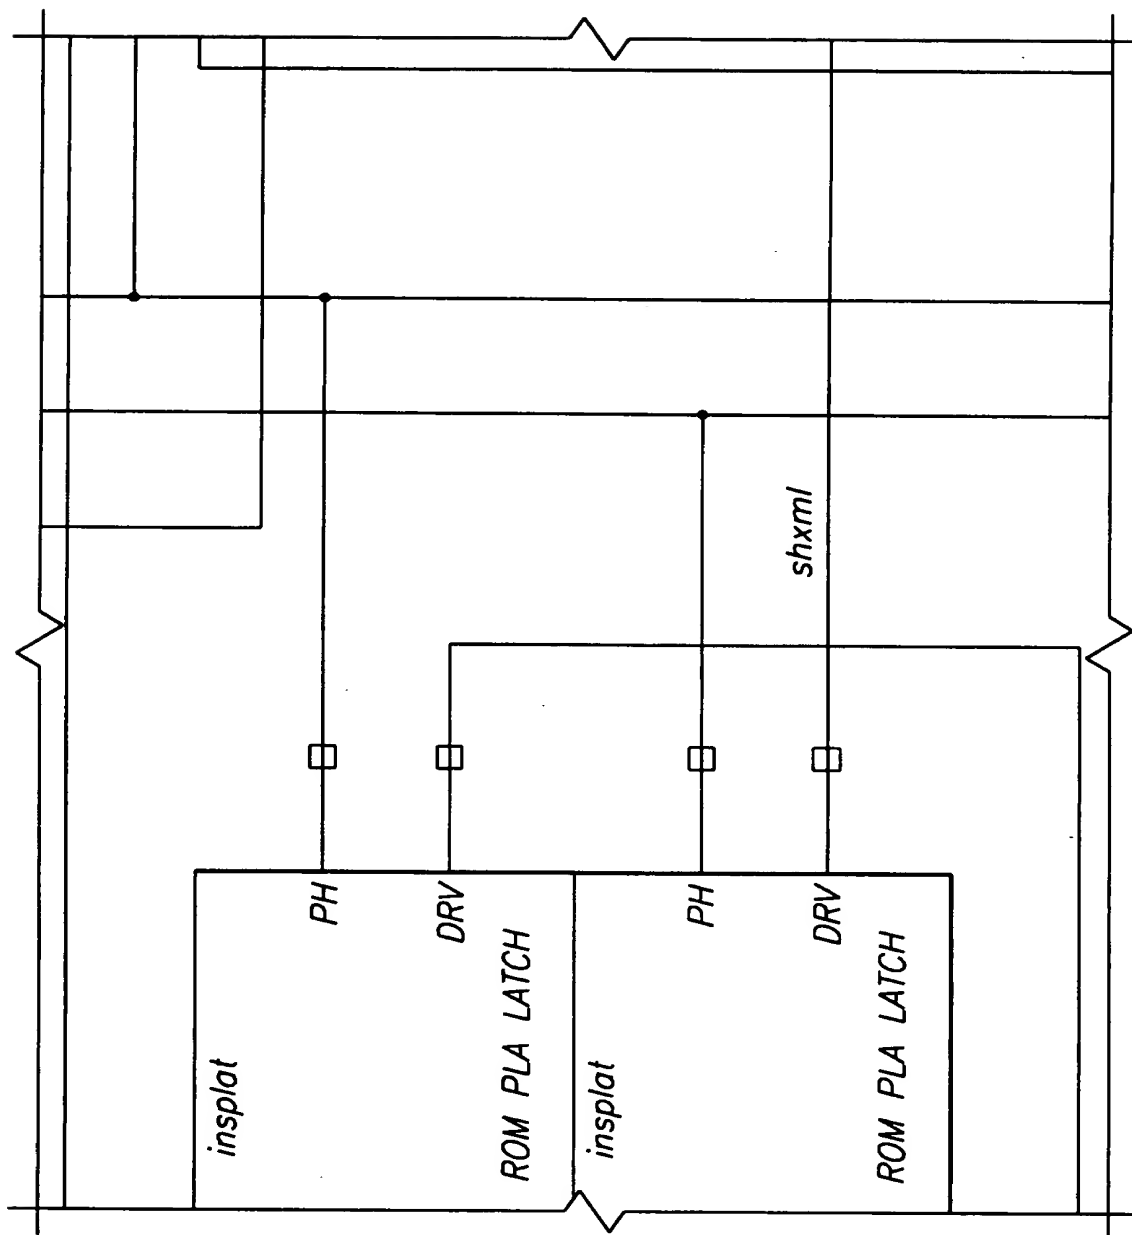 shxml
PH
DRV
PH
DRV
insplat
ROM PLA LATCH
insplat
ROM PLA LATCH